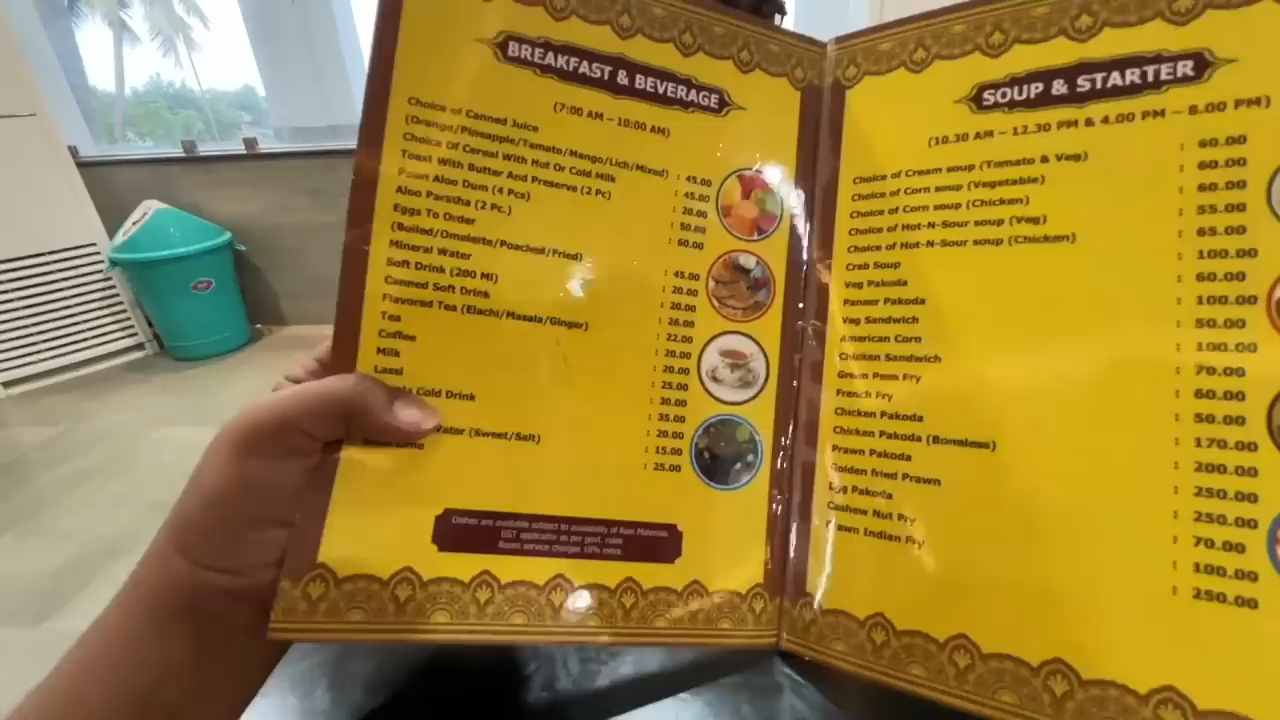 BREAKFAST & BEVERAGE
(7:00 AM – 10:00 AM)
Choice of Canned Juice
(Orange/Pineapple/Tamato/Mango/Lich/Mixed) : 45.00
Choice Of Cereal With Hot Or Cold Milk : 45.00
Toast With Butter And Preserve (2 Pc) : 20.00
Aloo Dum (4 Pcs) : 50.00
Aloo Paratha (2 Pc.) : 60.00
Eggs To Order
(Boiled/Omelette/Poached/Fried) : 45.00
Mineral Water : 20.00
Soft Drink (200 Ml) : 20.00
Canned Soft Drink : 26.00
Flavored Tea (Elachi/Masala/Ginger) : 22.00
Tea : 20.00
Coffee : 20.00
Milk : 25.00
Lassi : 30.00
Cold Drink : 35.00
: 20.00
Water (Sweet/Salt) : 15.00
Lime : 25.00
Dishes are available subject to availability of Raw Materials
GST applicable as per govt. rules
Room service charges 10% extra
SOUP & STARTER
(10.30 AM – 12.30 PM & 4.00 PM – 8.00 PM)
Choice of Cream soup (Tomato & Veg) : 60.00
Choice of Corn soup (Vegetable) : 60.00
Choice of Corn soup (Chicken) : 60.00
Choice of Hot-N-Sour soup (Veg) : 55.00
Choice of Hot-N-Sour soup (Chicken) : 65.00
Crab Soup : 100.00
Veg Pakoda : 60.00
Paneer Pakoda : 100.00
Veg Sandwich : 50.00
American Corn : 100.00
Chicken Sandwich : 70.00
Green Peas Fry : 60.00
French Fry : 50.00
Chicken Pakoda : 170.00
Chicken Pakoda (Boneless) : 200.00
Prawn Pakoda : 250.00
Golden fried Prawn : 250.00
Egg Pakoda : 70.00
Cashew Nut Fry : 100.00
Prawn Indian Fry : 250.00